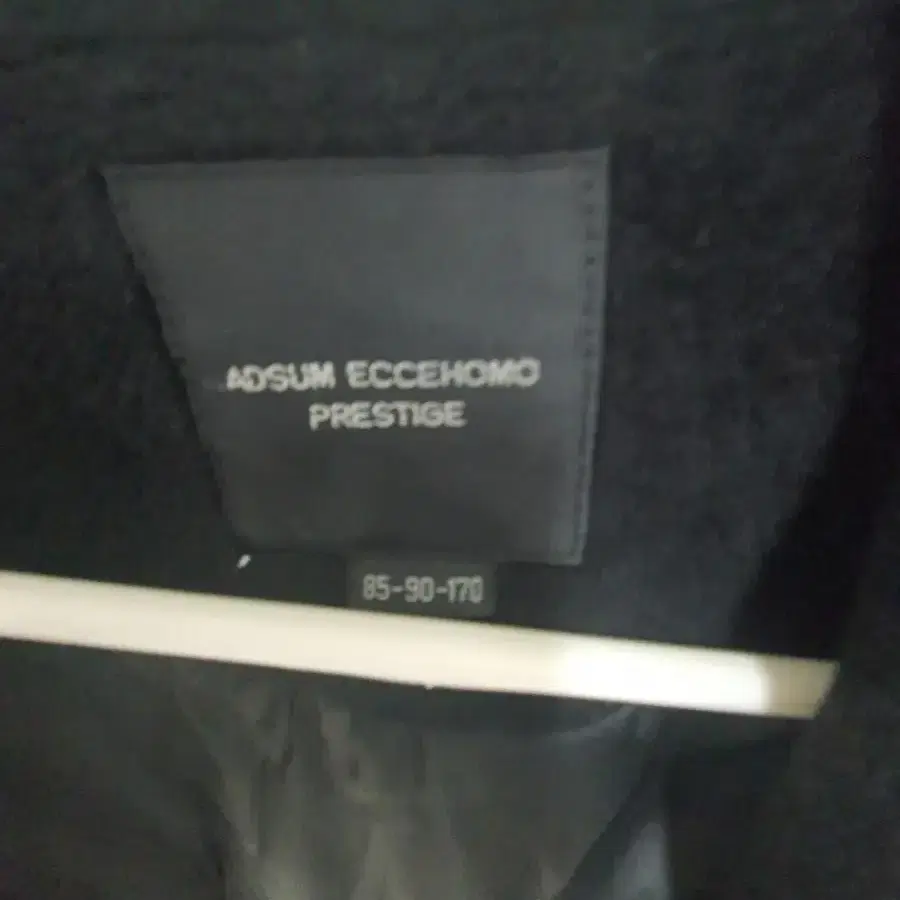 ADSUM ECCEHOMO
PRESTIGE
85-90-170